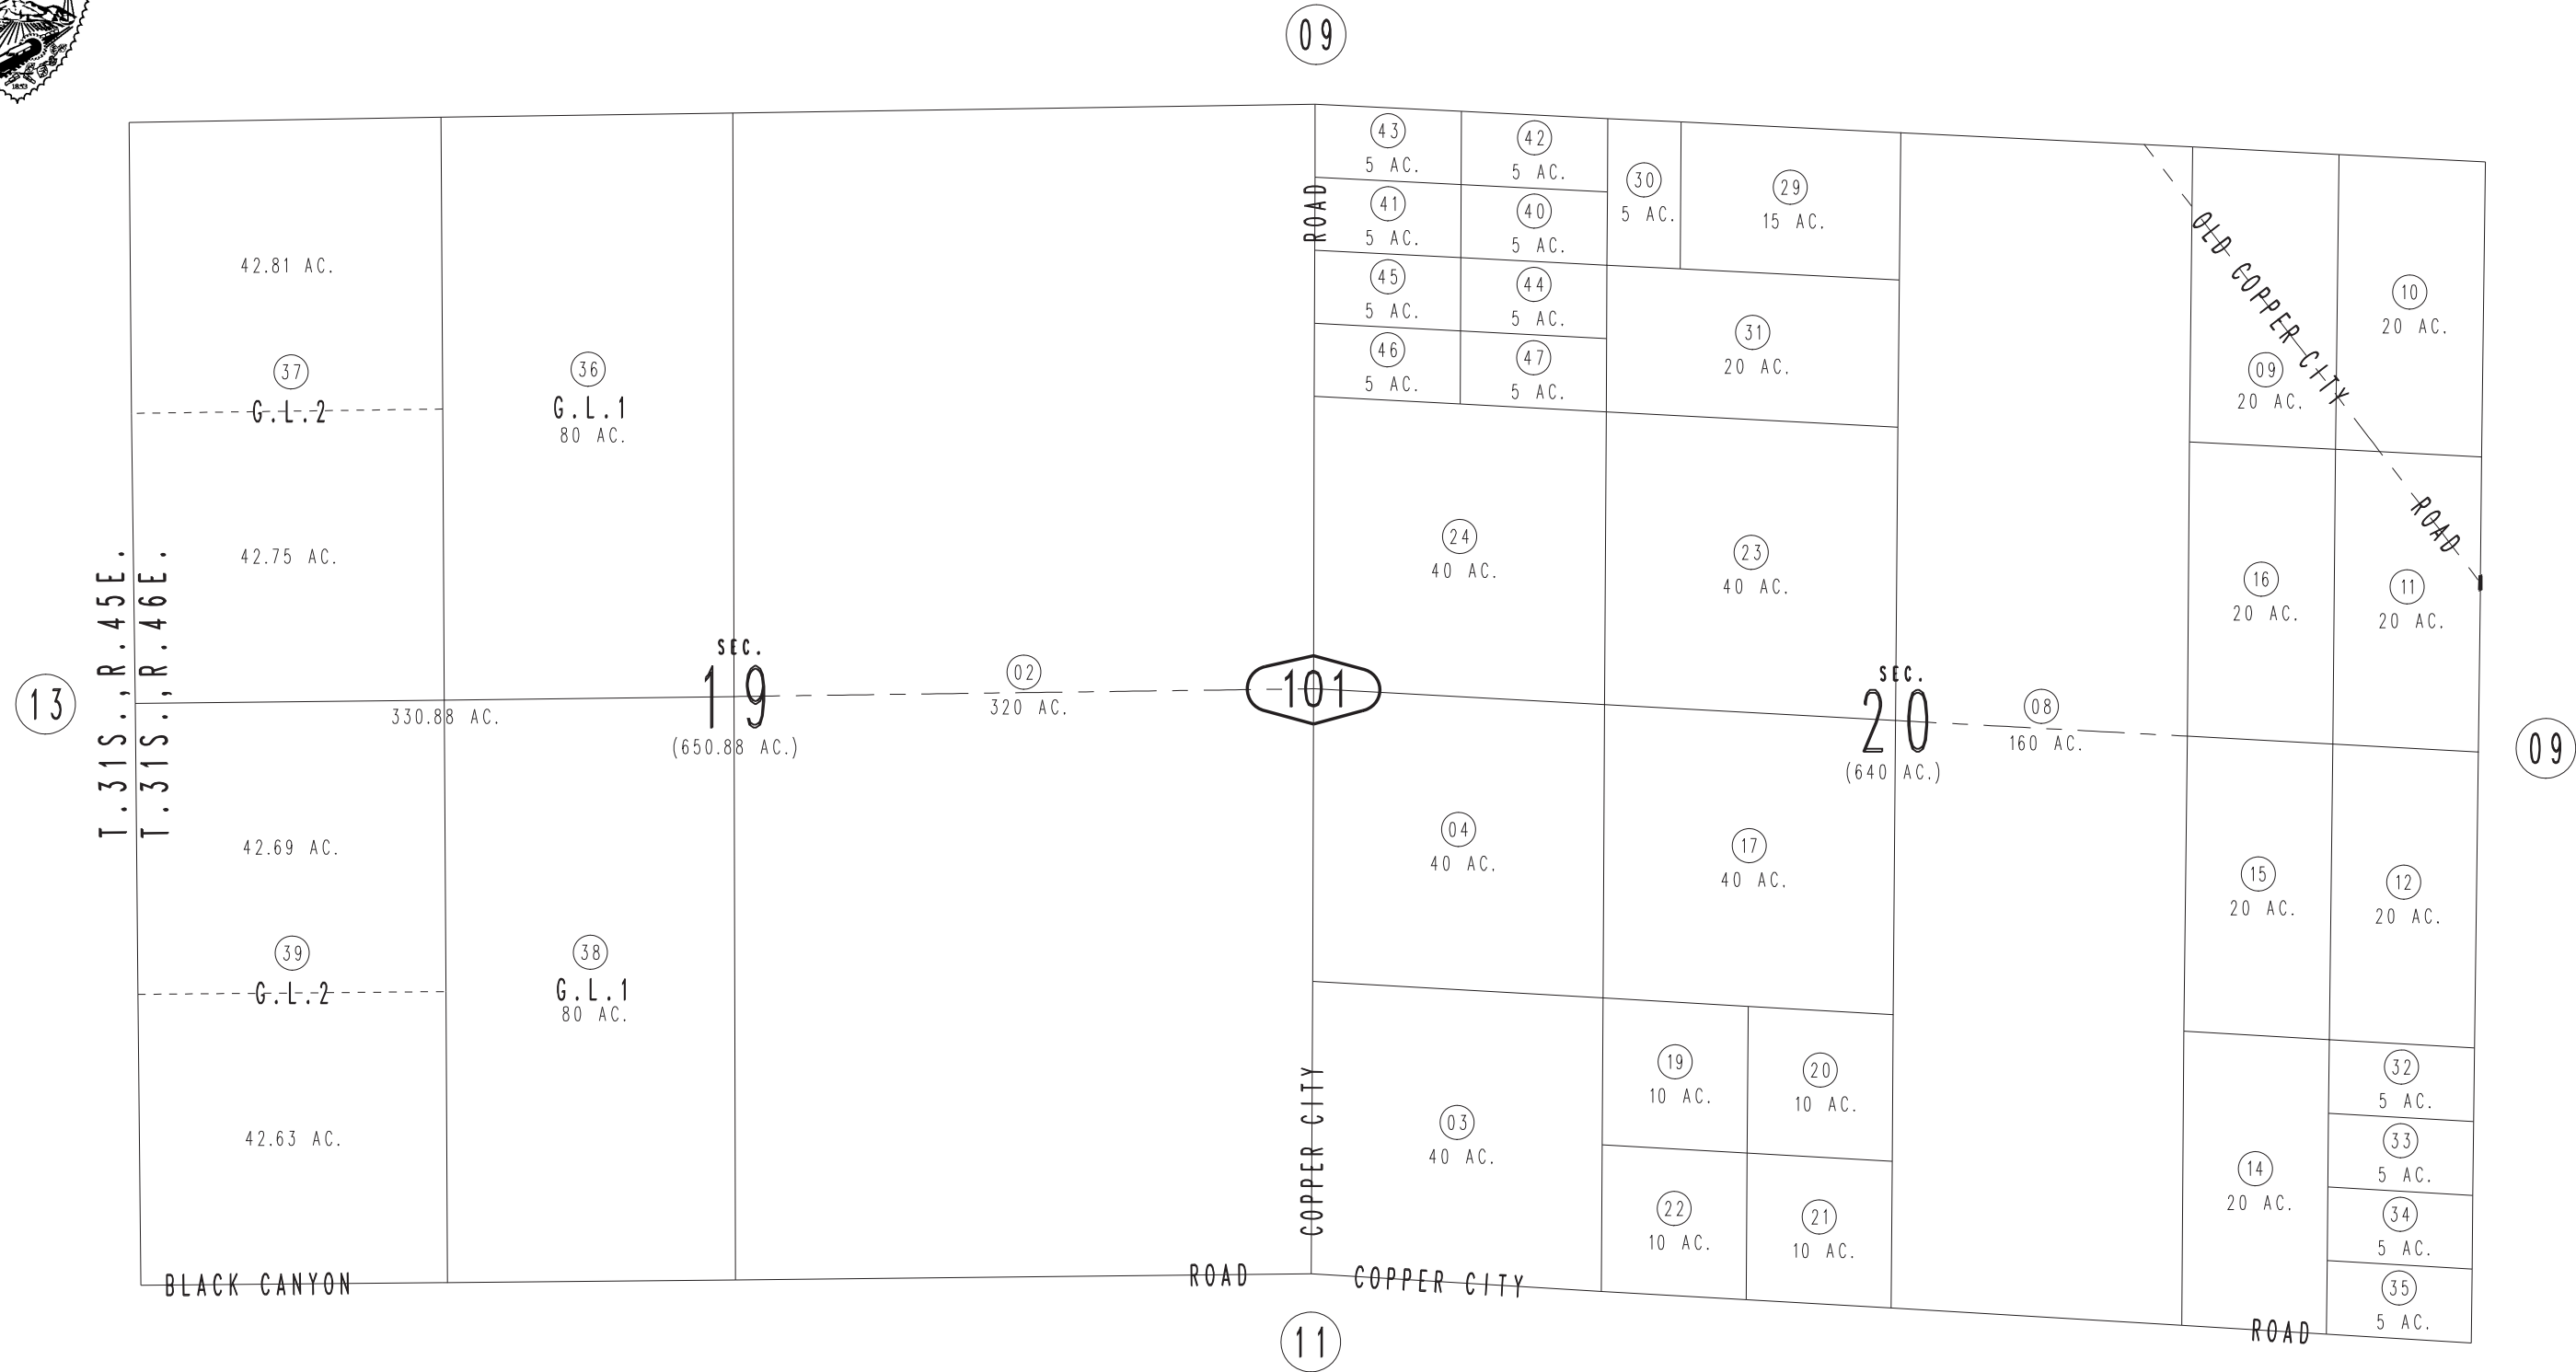 1853
09
43
5 AC.
42
5 AC.
30
5 AC.
29
15 AC.
41
5 AC.
40
5 AC.
45
5 AC.
44
5 AC.
46
5 AC.
47
5 AC.
31
20 AC.
ROAD
OLD COPPER CITY
ROAD
10
20 AC.
09
20 AC.
42.81 AC.
37
G.L.2
42.75 AC.
36
G.L.1
80 AC.
24
40 AC.
23
40 AC.
16
20 AC.
11
20 AC.
T.31S.,R.45E.
T.31S.,R.46E.
13
330.88 AC.
SEC.
19
(650.88 AC.)
02
320 AC.
101
SEC.
20
(640 AC.)
08
160 AC.
09
42.69 AC.
39
G.L.2
42.63 AC.
38
G.L.1
80 AC.
04
40 AC.
17
40 AC.
15
20 AC.
12
20 AC.
COPPER CITY
03
40 AC.
19
10 AC.
20
10 AC.
22
10 AC.
21
10 AC.
14
20 AC.
32
5 AC.
33
5 AC.
34
5 AC.
35
5 AC.
BLACK CANYON
ROAD
COPPER CITY
ROAD
11